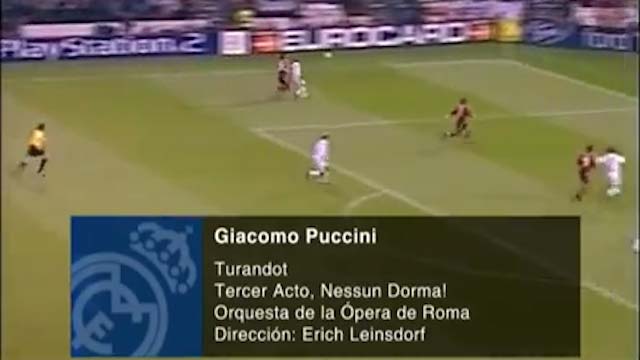 PlayStation 2
EUROCARD
Giacomo Puccini
Turandot
Tercer Acto, Nessun Dorma!
Orquesta de la Ópera de Roma
Dirección: Erich Leinsdorf